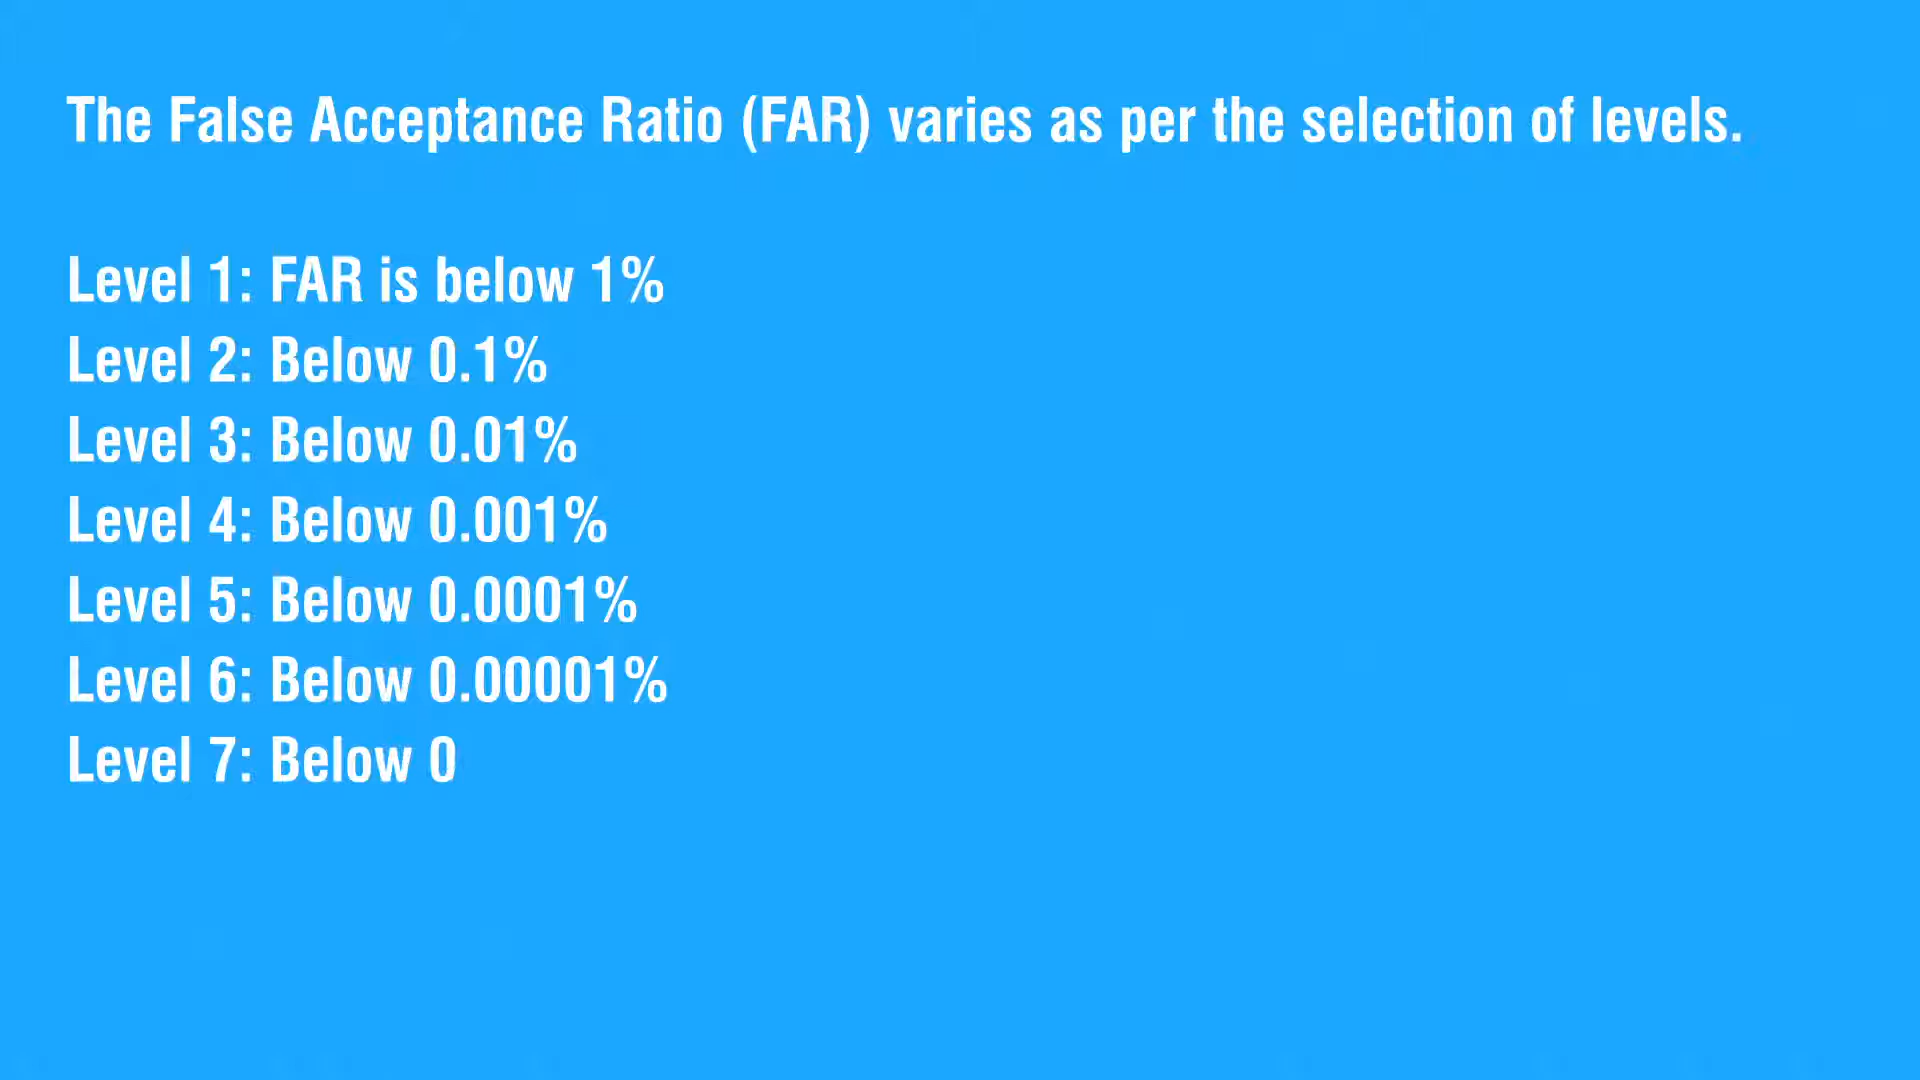 The False Acceptance Ratio (FAR) varies as per the selection of levels.
Level 1: FAR is below 1%
Level 2: Below 0.1%
Level 3: Below 0.01%
Level 4: Below 0.001%
Level 5: Below 0.0001%
Level 6: Below 0.00001%
Level 7: Below 0